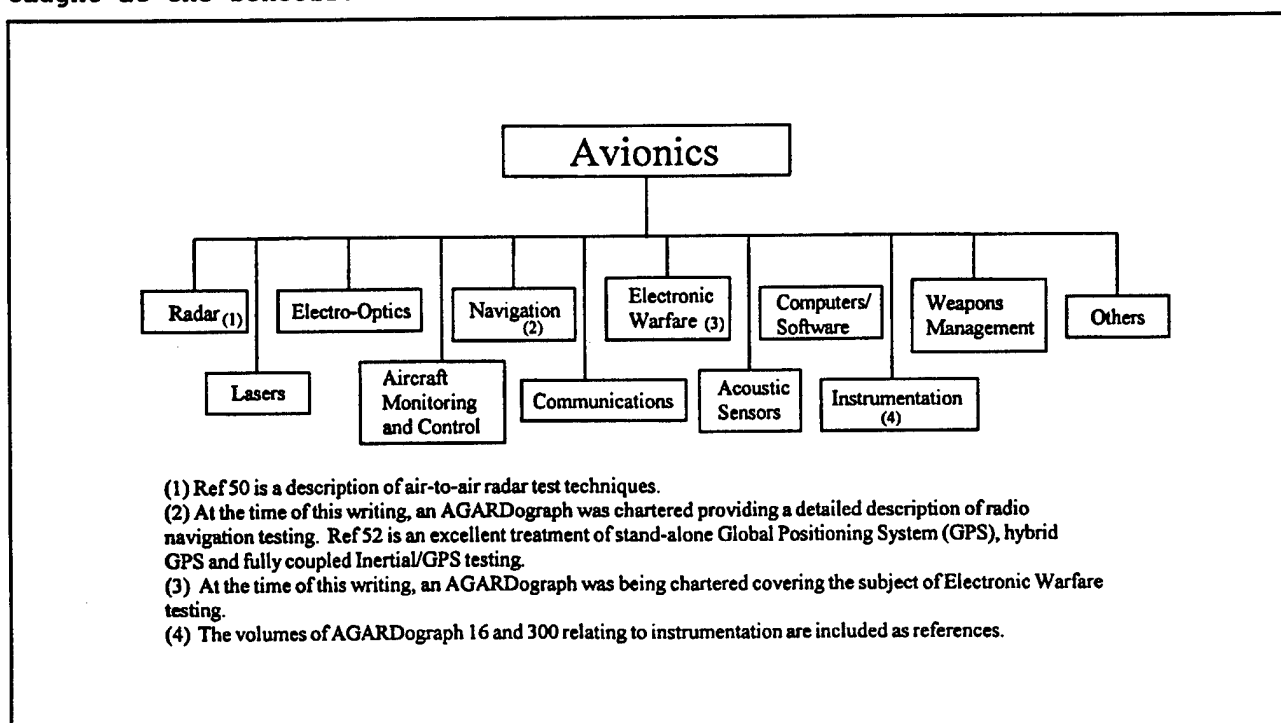 Avionics
Radar (1)
Electro-Optics
Navigation
(2)
Electronic
Warfare (3)
Computers/
Software
Weapons
Management
Others
Lasers
Aircraft
Monitoring
and Control
Communications
Acoustic
Sensors
Instrumentation
(4)
(1) Ref 50 is a description of air-to-air radar test techniques.
(2) At the time of this writing, an AGARDograph was chartered providing a detailed description of radio
navigation testing. Ref 52 is an excellent treatment of stand-alone Global Positioning System (GPS), hybrid
GPS and fully coupled Inertial/GPS testing.
(3) At the time of this writing, an AGARDograph was being chartered covering the subject of Electronic Warfare
testing.
(4) The volumes of AGARDograph 16 and 300 relating to instrumentation are included as references.